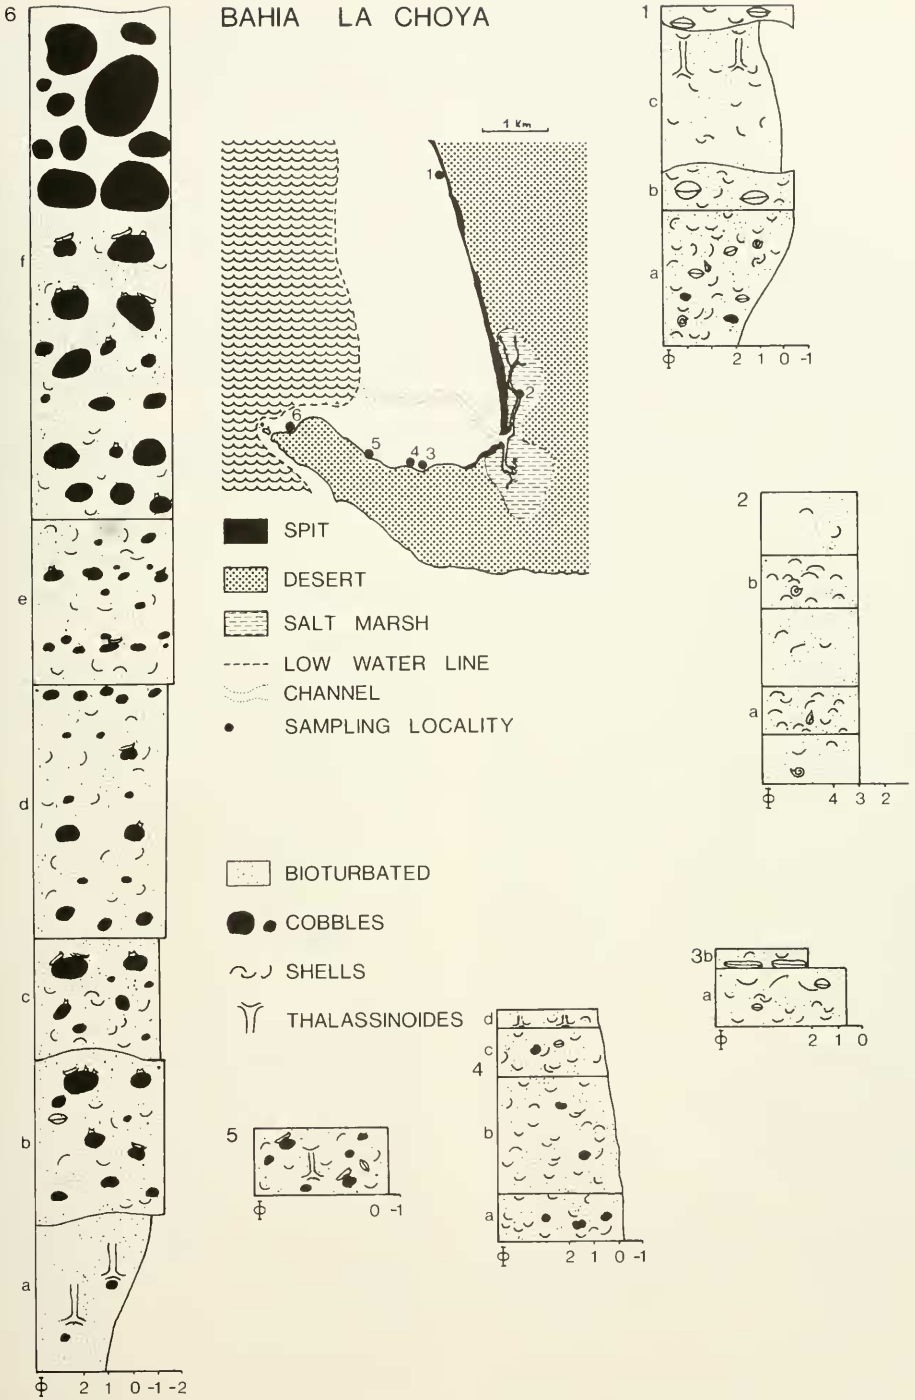 BAHIA LA CHOYA
6
f
e
d
c
b
a
Φ 2 1 0 -1 -2
1 Km
1
2
6
5
4 3
SPIT
DESERT
SALT MARSH
LOW WATER LINE
CHANNEL
SAMPLING LOCALITY
BIOTURBATED
COBBLES
SHELLS
THALASSINOIDES
1
c
b
a
Φ 2 1 0 -1
2
b
a
Φ 4 3 2
3b
a
Φ 2 1 0
d
c
4
b
a
Φ 2 1 0 -1
5
Φ 0 -1